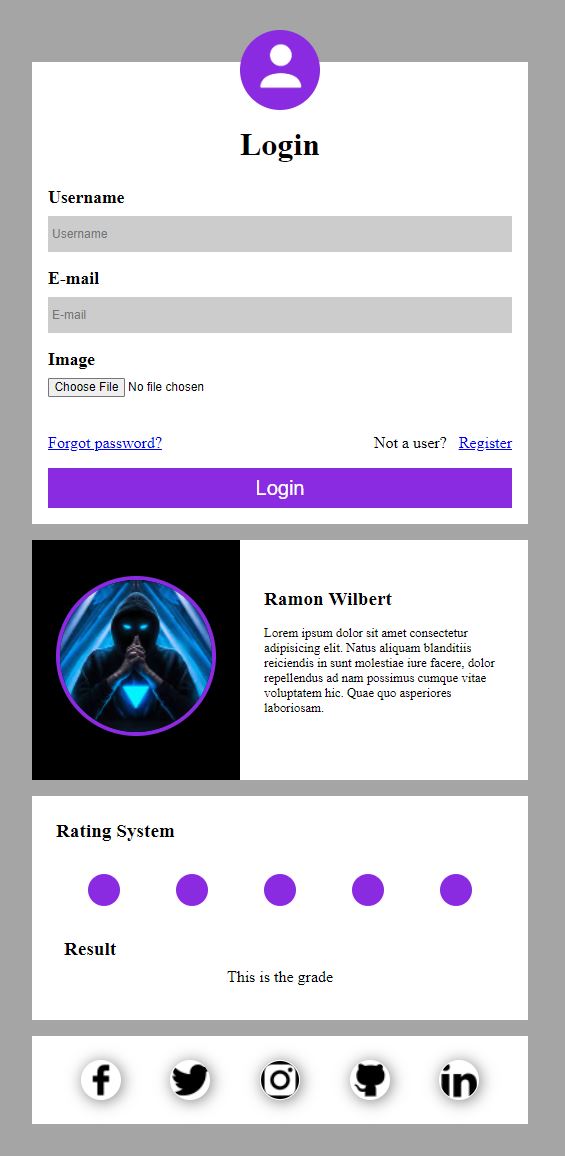 Login
Username
Username
E-mail
E-mail
Image
Choose File No file chosen
Forgot password? Not a user? Register
Login
Ramon Wilbert
Lorem ipsum dolor sit amet consectetur
adipisicing elit. Natus aliquam blanditiis
reiciendis in sunt molestiae iure facere, dolor
repellendus ad nam possimus cumque vitae
voluptatem hic. Quae quo asperiores
laboriosam.
Rating System
Result
This is the grade